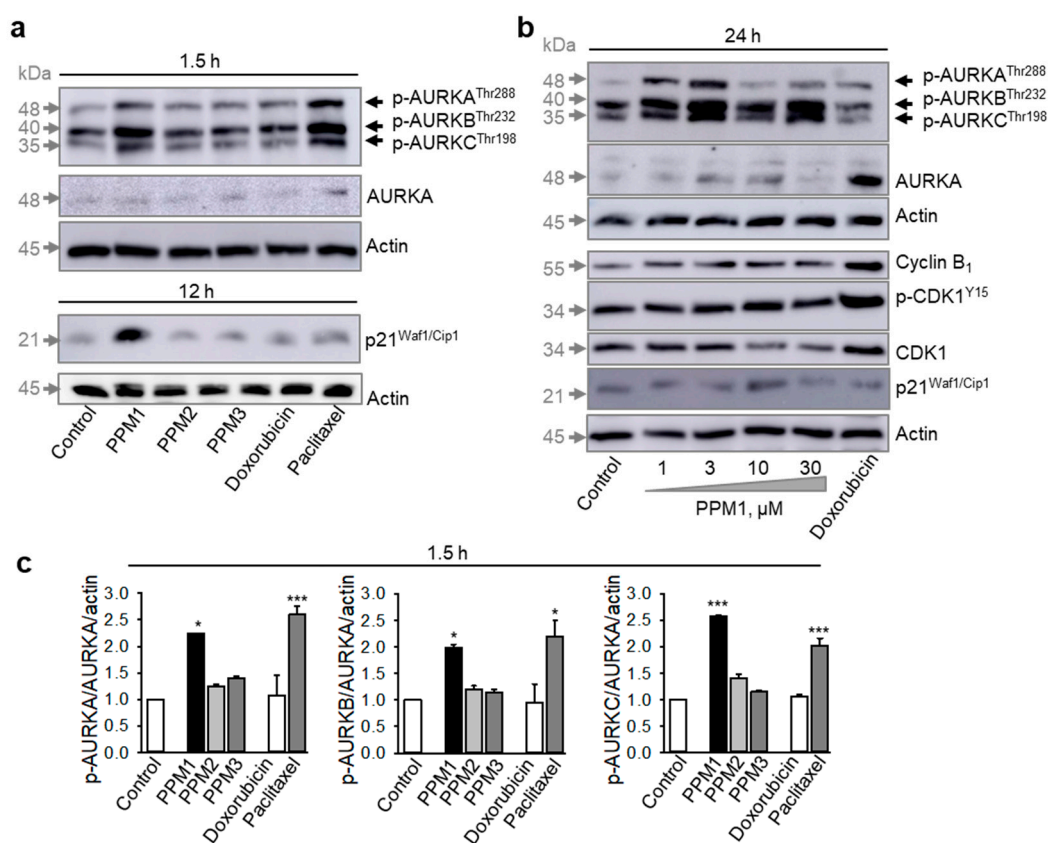 a
1.5 h
kDa
48
40
35
p-AURKA^Thr288
p-AURKB^Thr232
p-AURKC^Thr198
48
AURKA
45
Actin
12 h
21
p21^Waf1/Cip1
45
Actin
Control
PPM1
PPM2
PPM3
Doxorubicin
Paclitaxel
b
24 h
kDa
48
40
35
p-AURKA^Thr288
p-AURKB^Thr232
p-AURKC^Thr198
48
AURKA
45
Actin
55
Cyclin B₁
34
p-CDK1^Y15
34
CDK1
21
p21^Waf1/Cip1
45
Actin
Control
1 3 10 30
PPM1, µM
Doxorubicin
c
1.5 h
p-AURKA/AURKA/actin
3.0
2.5
2.0
1.5
1.0
0.5
0.0
*
***
Control
PPM1
PPM2
PPM3
Doxorubicin
Paclitaxel
p-AURKB/AURKA/actin
3.0
2.5
2.0
1.5
1.0
0.5
0.0
*
*
Control
PPM1
PPM2
PPM3
Doxorubicin
Paclitaxel
p-AURKC/AURKA/actin
3.0
2.5
2.0
1.5
1.0
0.5
0.0
***
***
Control
PPM1
PPM2
PPM3
Doxorubicin
Paclitaxel